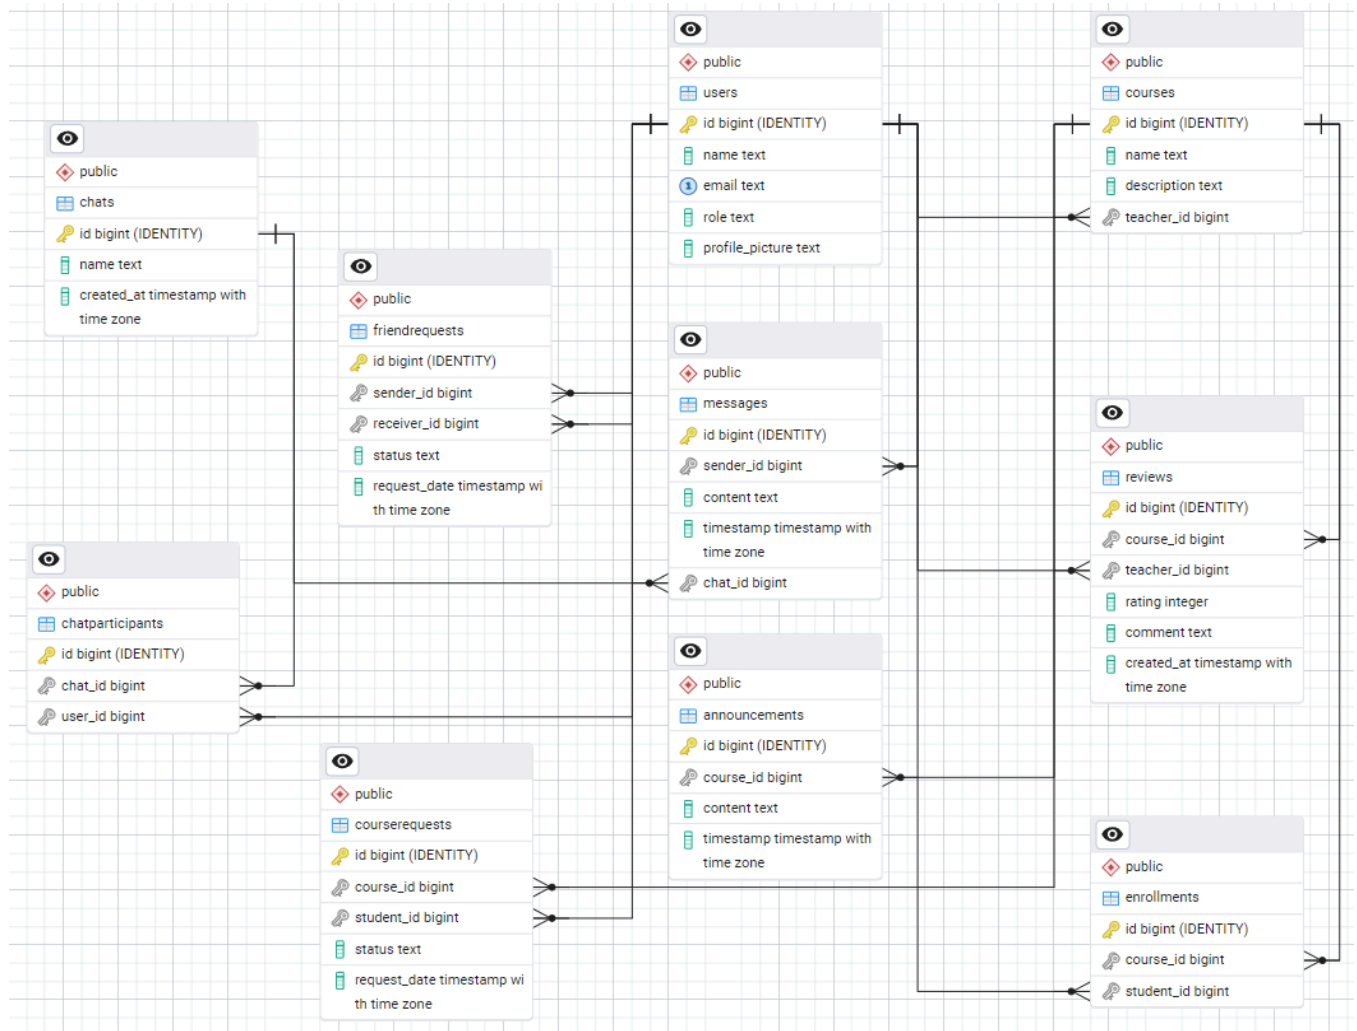 public
chats
id bigint (IDENTITY)
name text
created_at timestamp with
time zone
public
friendrequests
id bigint (IDENTITY)
sender_id bigint
receiver_id bigint
status text
request_date timestamp wi
th time zone
public
chatparticipants
id bigint (IDENTITY)
chat_id bigint
user_id bigint
public
courserequests
id bigint (IDENTITY)
course_id bigint
student_id bigint
status text
request_date timestamp wi
th time zone
public
users
id bigint (IDENTITY)
name text
1 email text
role text
profile_picture text
public
messages
id bigint (IDENTITY)
sender_id bigint
content text
timestamp timestamp with
time zone
chat_id bigint
public
announcements
id bigint (IDENTITY)
course_id bigint
content text
timestamp timestamp with
time zone
public
courses
id bigint (IDENTITY)
name text
description text
teacher_id bigint
public
reviews
id bigint (IDENTITY)
course_id bigint
teacher_id bigint
rating integer
comment text
created_at timestamp with
time zone
public
enrollments
id bigint (IDENTITY)
course_id bigint
student_id bigint